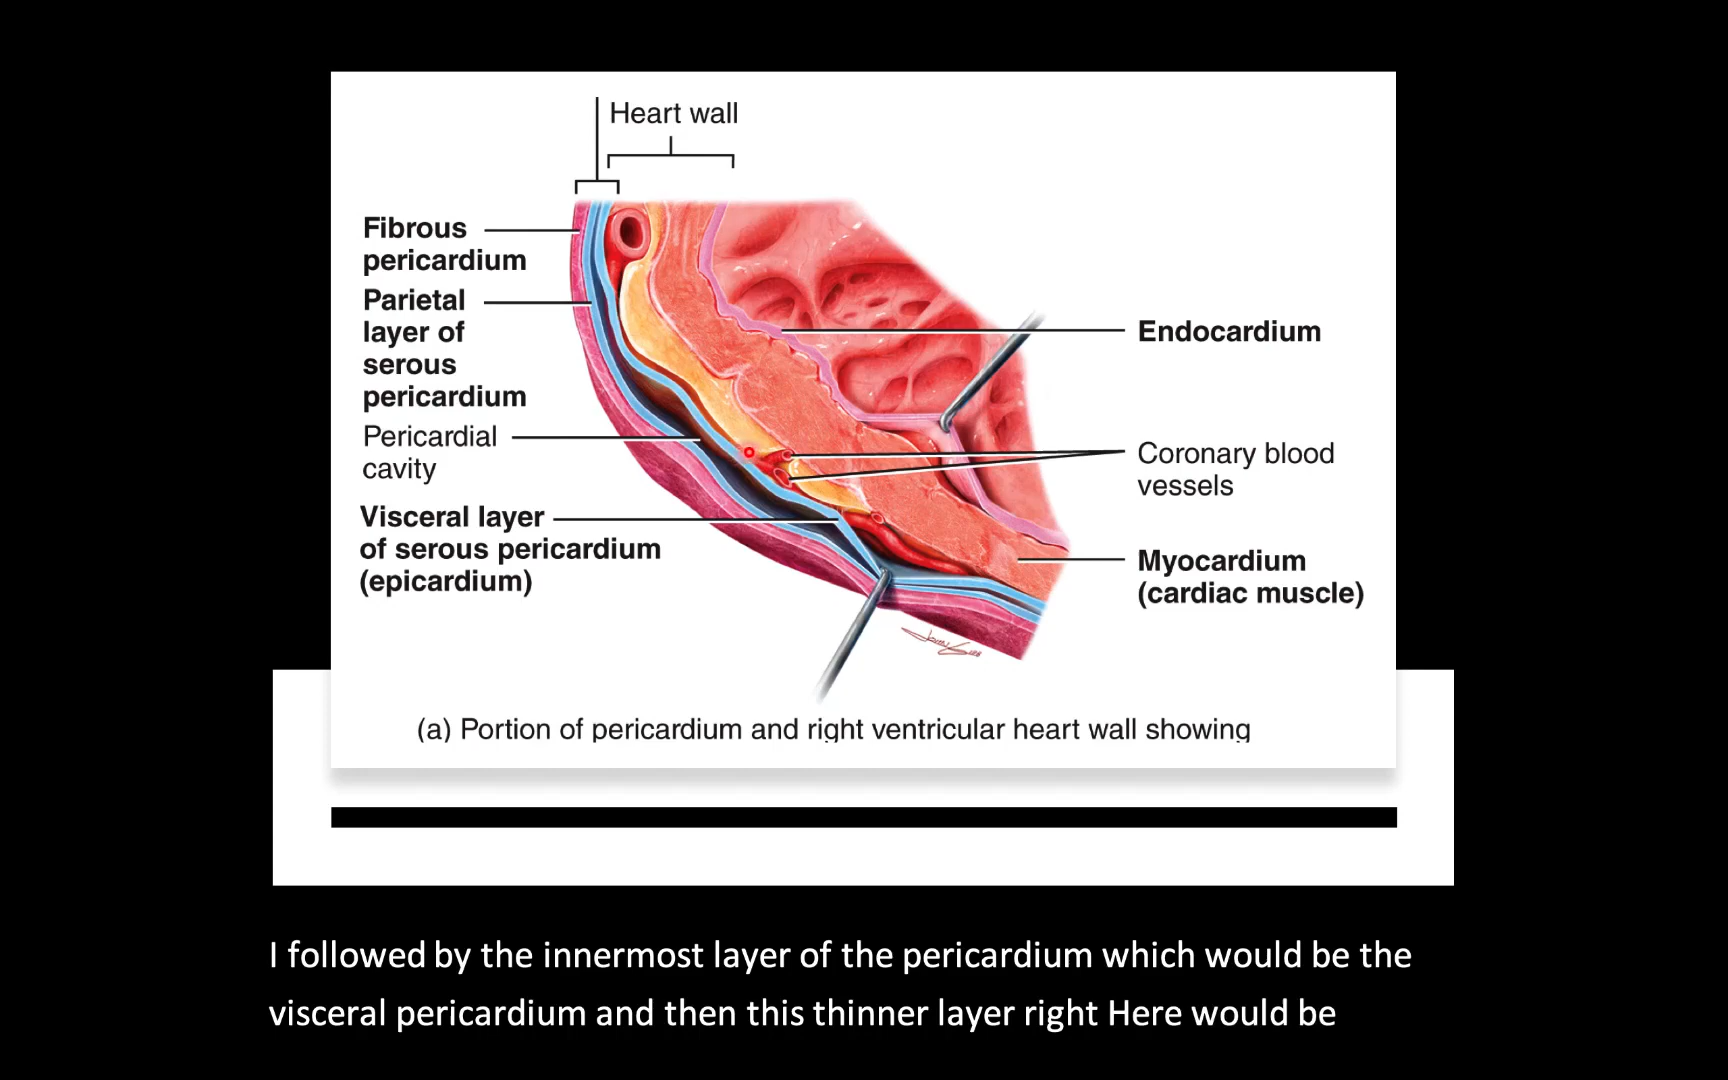 Heart wall
Fibrous
pericardium
Parietal
layer of
serous
pericardium
Pericardial
cavity
Visceral layer
of serous pericardium
(epicardium)
Endocardium
Coronary blood
vessels
Myocardium
(cardiac muscle)
(a) Portion of pericardium and right ventricular heart wall showing
I followed by the innermost layer of the pericardium which would be the
visceral pericardium and then this thinner layer right Here would be